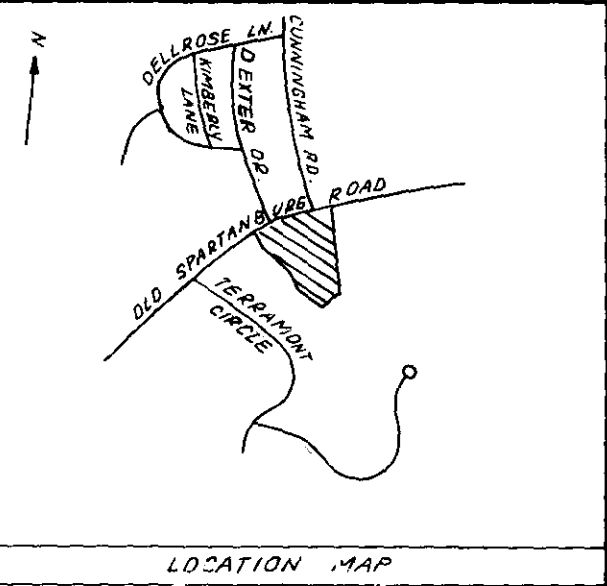 N
DELLROSE LN.
CUNNINGHAM RD.
KIMBERLY
LANE
DEXTER DR.
OLD SPARTANBURG ROAD
TERRAMONT
CIRCLE
LOCATION MAP